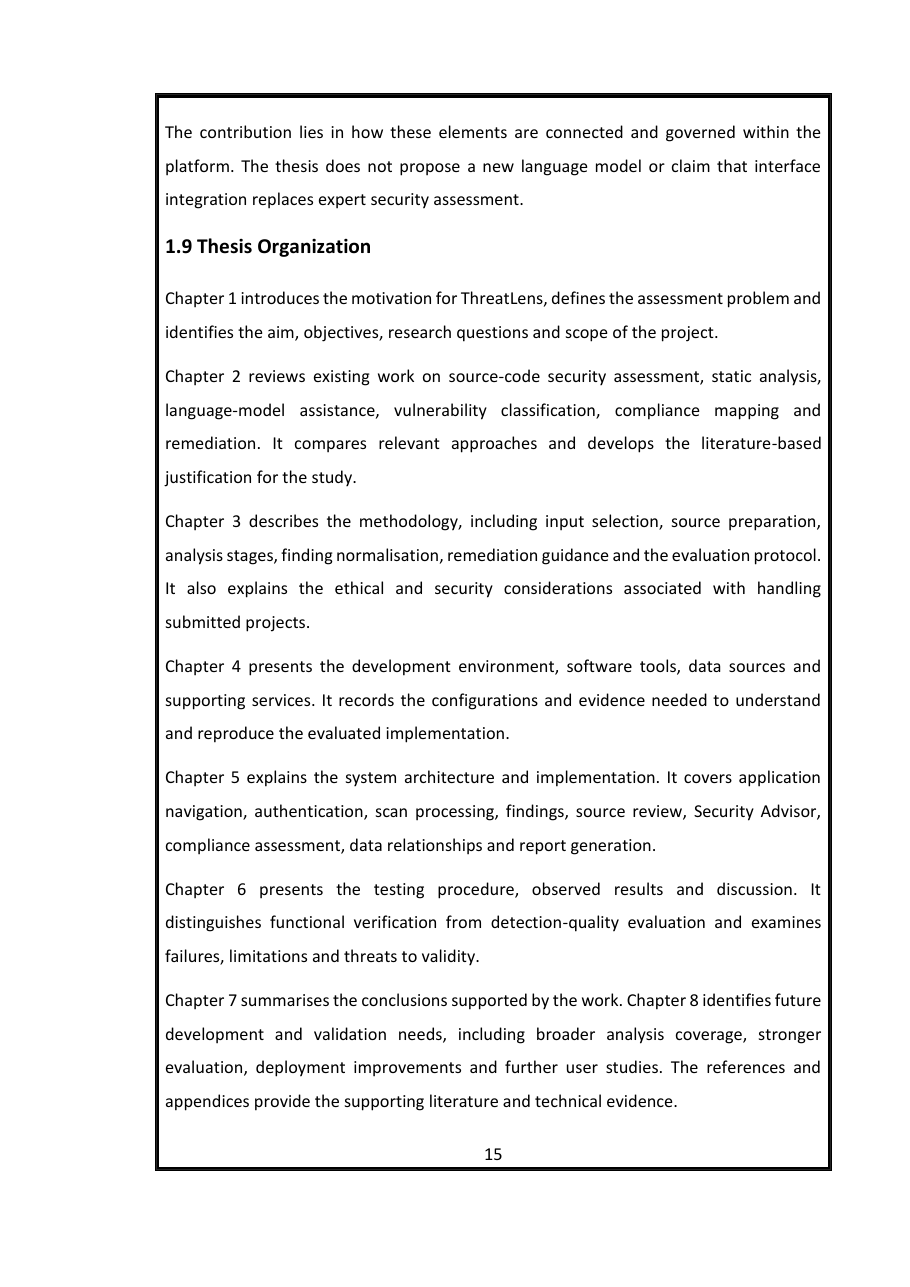 The contribution lies in how these elements are connected and governed within the
platform. The thesis does not propose a new language model or claim that interface
integration replaces expert security assessment.
1.9 Thesis Organization
Chapter 1 introduces the motivation for ThreatLens, defines the assessment problem and
identifies the aim, objectives, research questions and scope of the project.
Chapter 2 reviews existing work on source-code security assessment, static analysis,
language-model assistance, vulnerability classification, compliance mapping and
remediation. It compares relevant approaches and develops the literature-based
justification for the study.
Chapter 3 describes the methodology, including input selection, source preparation,
analysis stages, finding normalisation, remediation guidance and the evaluation protocol.
It also explains the ethical and security considerations associated with handling
submitted projects.
Chapter 4 presents the development environment, software tools, data sources and
supporting services. It records the configurations and evidence needed to understand
and reproduce the evaluated implementation.
Chapter 5 explains the system architecture and implementation. It covers application
navigation, authentication, scan processing, findings, source review, Security Advisor,
compliance assessment, data relationships and report generation.
Chapter 6 presents the testing procedure, observed results and discussion. It
distinguishes functional verification from detection-quality evaluation and examines
failures, limitations and threats to validity.
Chapter 7 summarises the conclusions supported by the work. Chapter 8 identifies future
development and validation needs, including broader analysis coverage, stronger
evaluation, deployment improvements and further user studies. The references and
appendices provide the supporting literature and technical evidence.
15